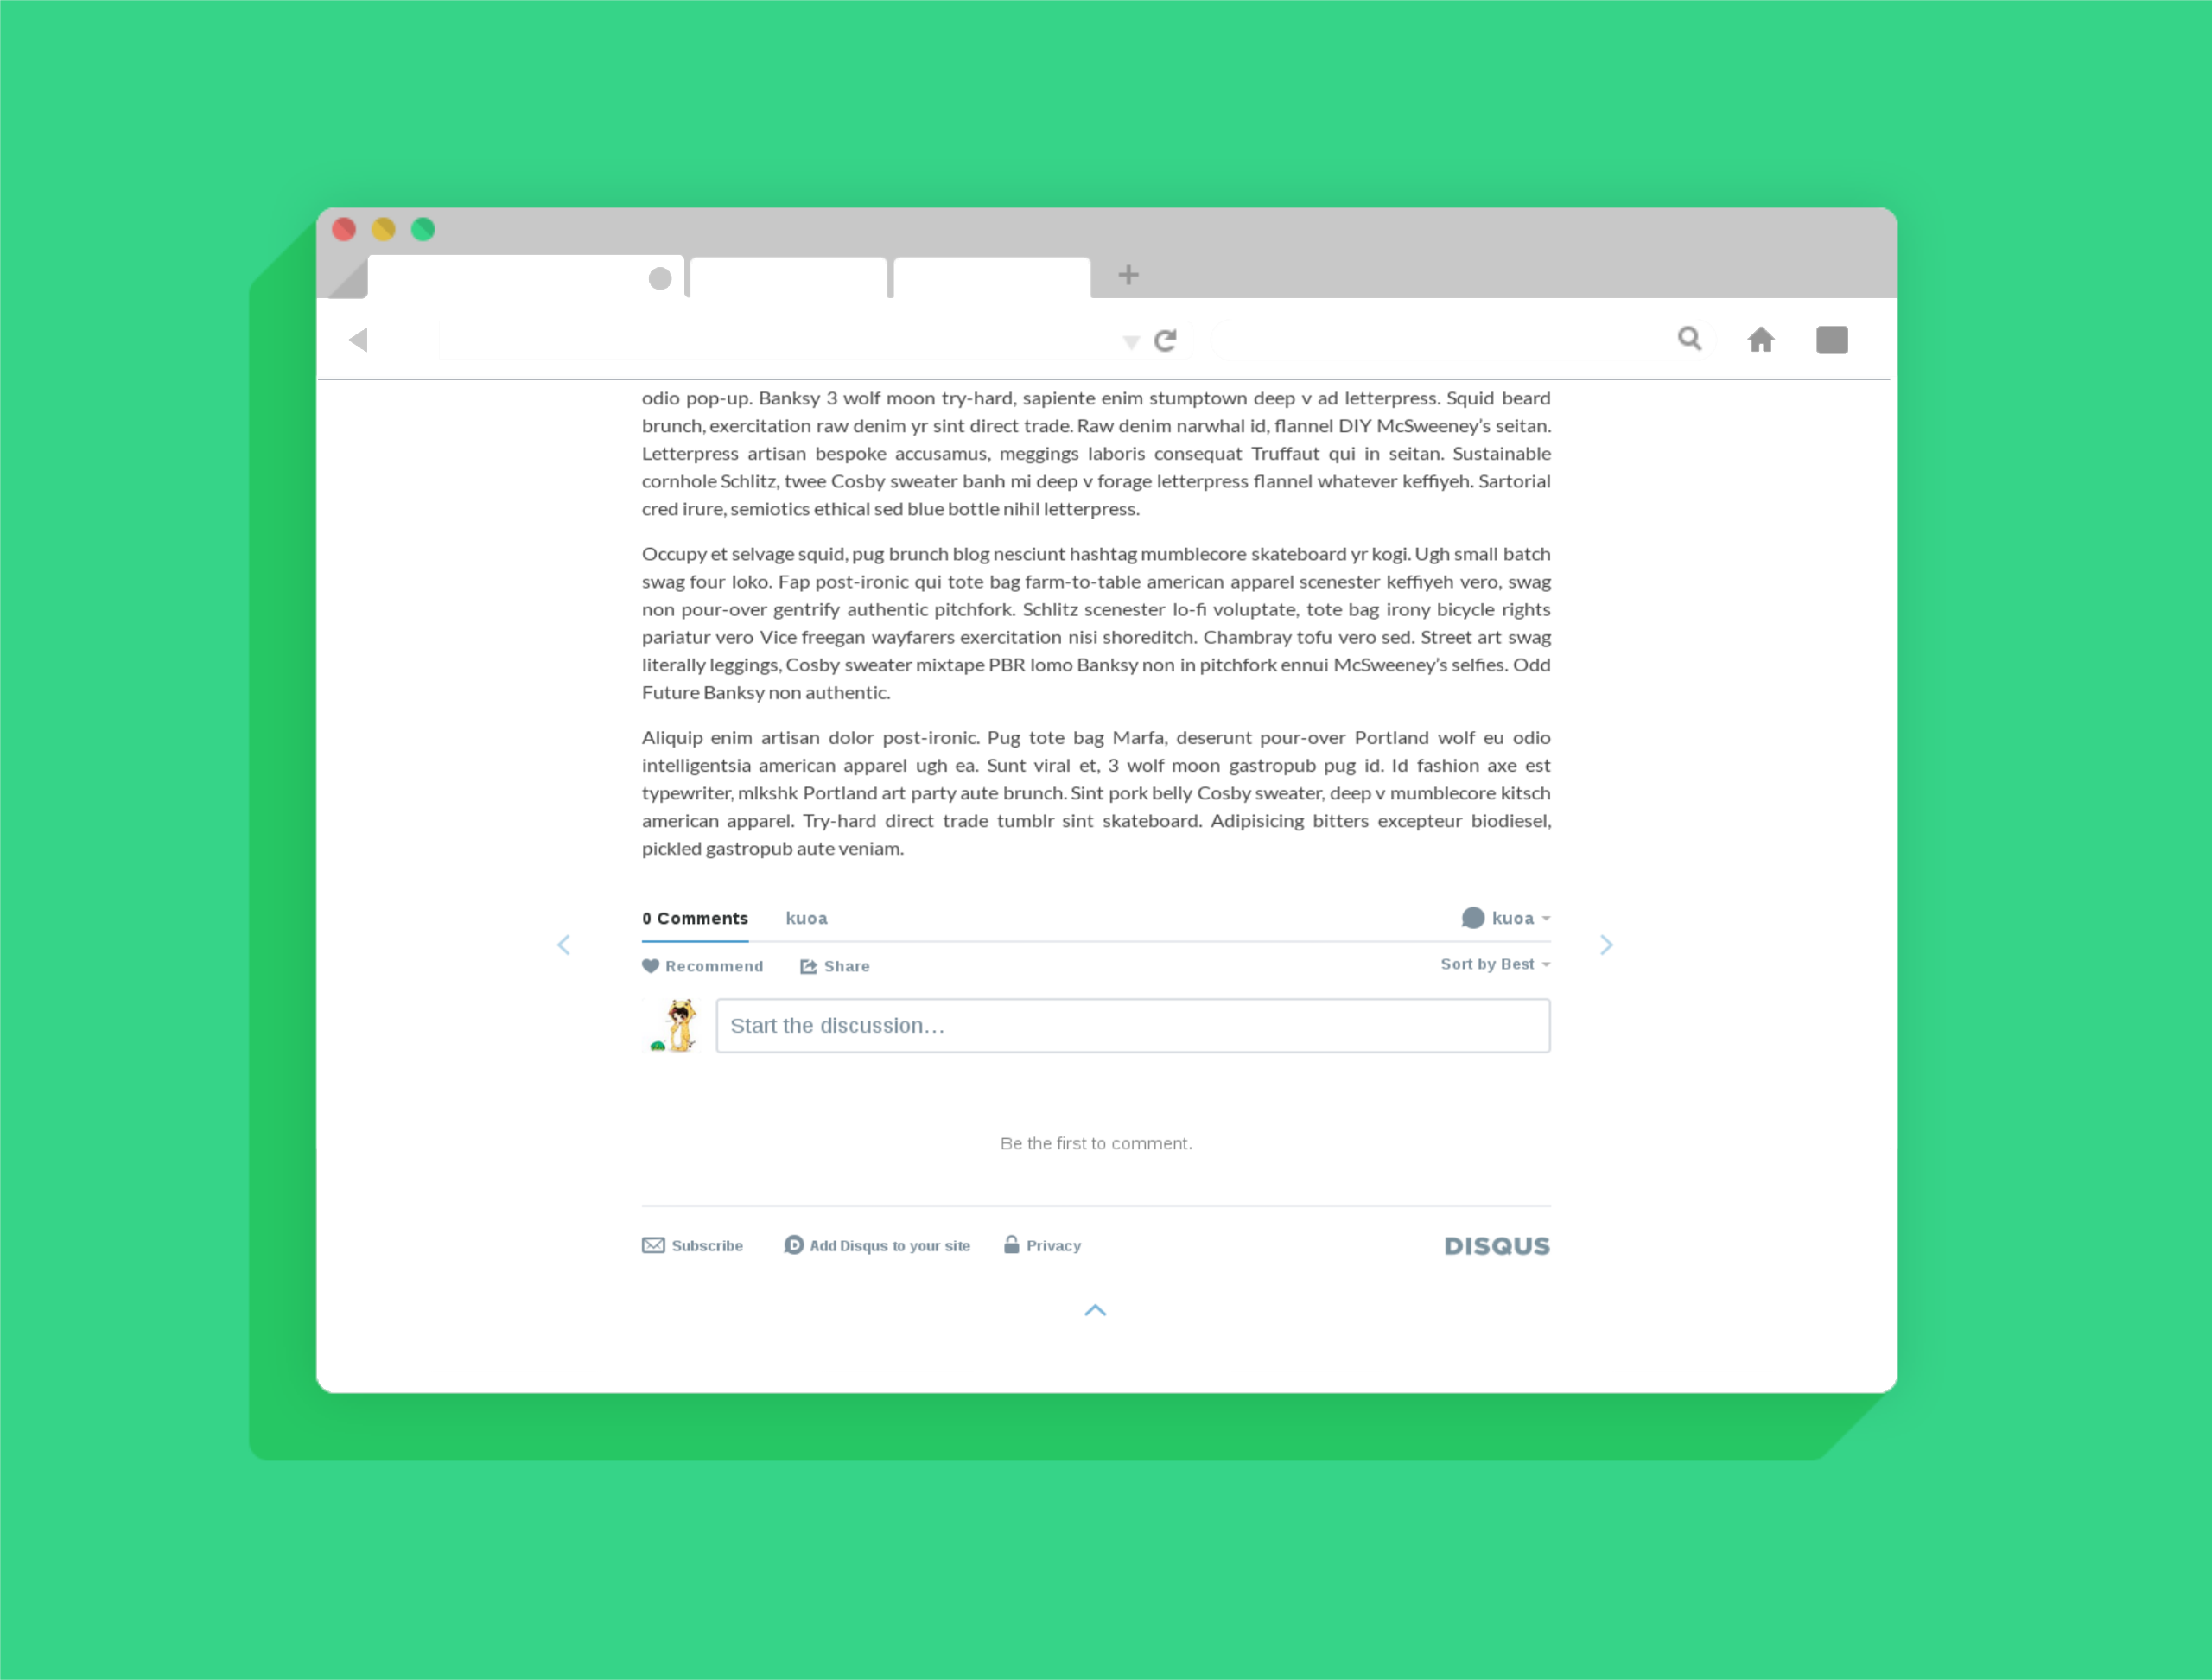 odio pop-up. Banksy 3 wolf moon try-hard, sapiente enim stumptown deep v ad letterpress. Squid beard
brunch, exercitation raw denim yr sint direct trade. Raw denim narwhal id, flannel DIY McSweeney's seitan.
Letterpress artisan bespoke accusamus, meggings laboris consequat Truffaut qui in seitan. Sustainable
cornhole Schlitz, twee Cosby sweater banh mi deep v forage letterpress flannel whatever keffiyeh. Sartorial
cred irure, semiotics ethical sed blue bottle nihil letterpress.
Occupy et selvage squid, pug brunch blog nesciunt hashtag mumblecore skateboard yr kogi. Ugh small batch
swag four loko. Fap post-ironic qui tote bag farm-to-table american apparel scenester keffiyeh vero, swag
non pour-over gentrify authentic pitchfork. Schlitz scenester lo-fi voluptate, tote bag irony bicycle rights
pariatur vero Vice freegan wayfarers exercitation nisi shoreditch. Chambray tofu vero sed. Street art swag
literally leggings, Cosby sweater mixtape PBR lomo Banksy non in pitchfork ennui McSweeney's selfies. Odd
Future Banksy non authentic.
Aliquip enim artisan dolor post-ironic. Pug tote bag Marfa, deserunt pour-over Portland wolf eu odio
intelligentsia american apparel ugh ea. Sunt viral et, 3 wolf moon gastropub pug id. Id fashion axe est
typewriter, mlkshk Portland art party aute brunch. Sint pork belly Cosby sweater, deep v mumblecore kitsch
american apparel. Try-hard direct trade tumblr sint skateboard. Adipisicing bitters excepteur biodiesel,
pickled gastropub aute veniam.
0 Comments kuoa kuoa
Recommend Share Sort by Best
Start the discussion...
Be the first to comment.
Subscribe Add Disqus to your site Privacy DISQUS